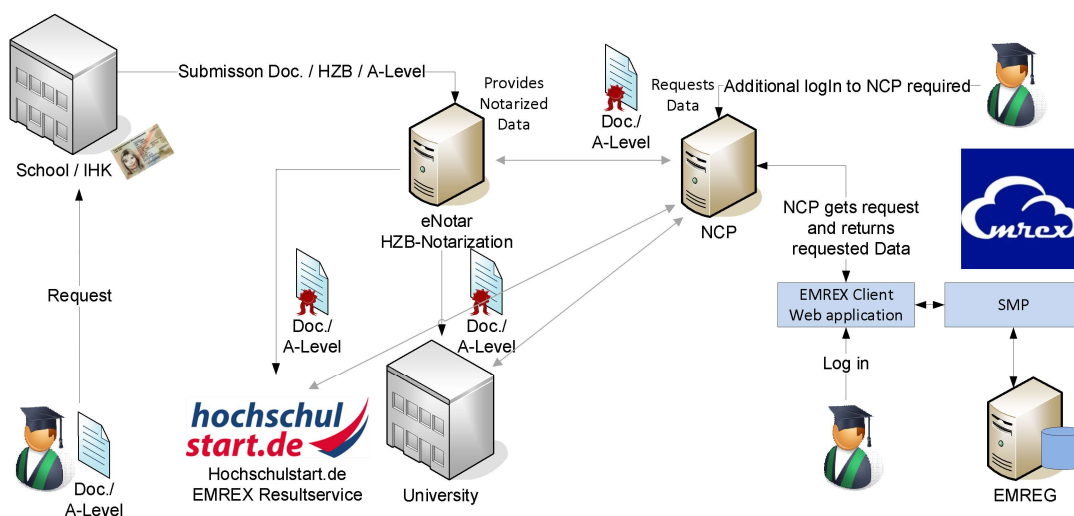 Submisson Doc. / HZB / A-Level
Provides
Notarized
Data
Doc./
A-Level
Requests
Data
Additional logIn to NCP required
School / IHK
eNotar
HZB-Notarization
NCP
NCP gets request
and returns
requested Data
mrex
Request
Doc./
A-Level
Doc./
A-Level
EMREX Client
Web application
SMP
Log in
hochschul
start.de
Hochschulstart.de
EMREX Resultservice
University
Doc./
A-Level
EMREG